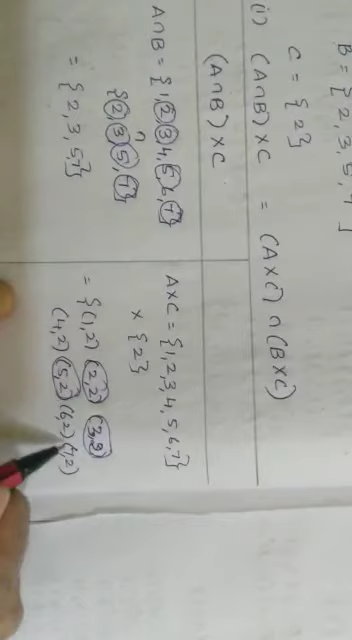 B = {2, 3, 5, 7
C = {2}
i) (A∩B) × C = (A×C) ∩ (B×C)
(A∩B) × C
A∩B = {1, 2, 3, 4, 5, 6, 7}
∩
{2, 3, 5, 7}
= {2, 3, 5, 7}
A×C = {1, 2, 3, 4, 5, 6, 7}
× {2}
= {(1,2) (2,2) (3,2)
(4,2) (5,2) (6,2) (7,2)